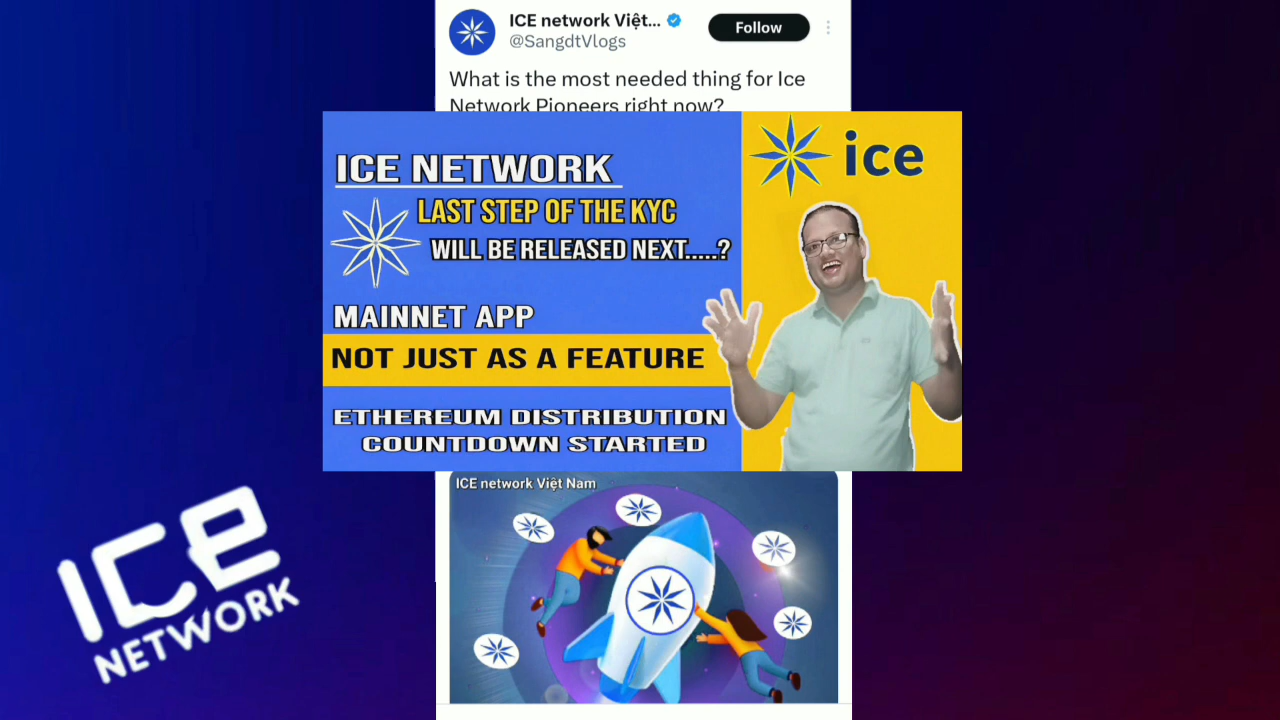 ICE network Việt...
Follow
@SangdtVlogs
What is the most needed thing for Ice
Network Pioneers right now?
ice
ICE NETWORK
LAST STEP OF THE KYC
WILL BE RELEASED NEXT.....?
MAINNET APP
NOT JUST AS A FEATURE
ETHEREUM DISTRIBUTION
COUNTDOWN STARTED
ICE network Việt Nam
ICE
NETWORK